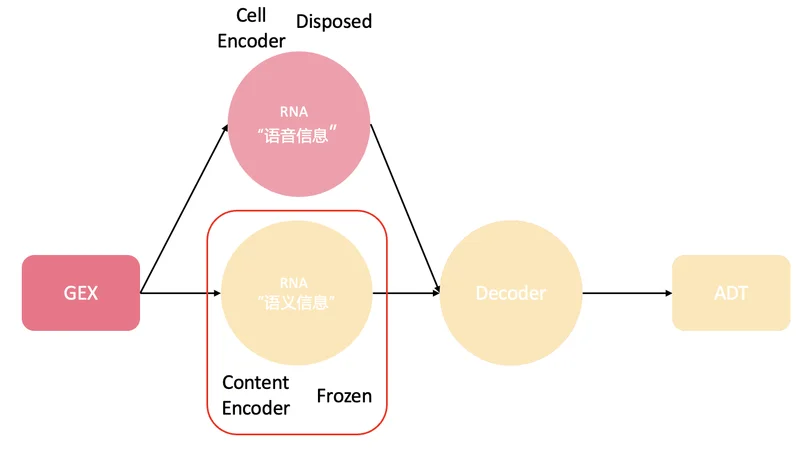 Cell
Encoder
Disposed
RNA
“语音信息”
GEX
RNA
“语义信息”
Decoder
ADT
Content
Encoder
Frozen